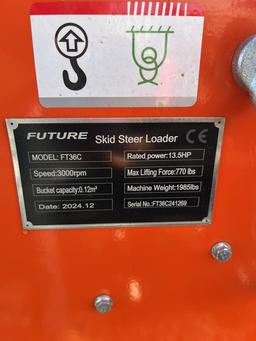 FUTURE Skid Steer Loader CE
MODEL: FT36C Rated power:13.5HP
Speed:3000rpm Max Lifting Force:770 lbs
Bucket capacity:0.12m³ Machine Weight:1985lbs
Date: 2024.12 Serial No.:FT36C241269